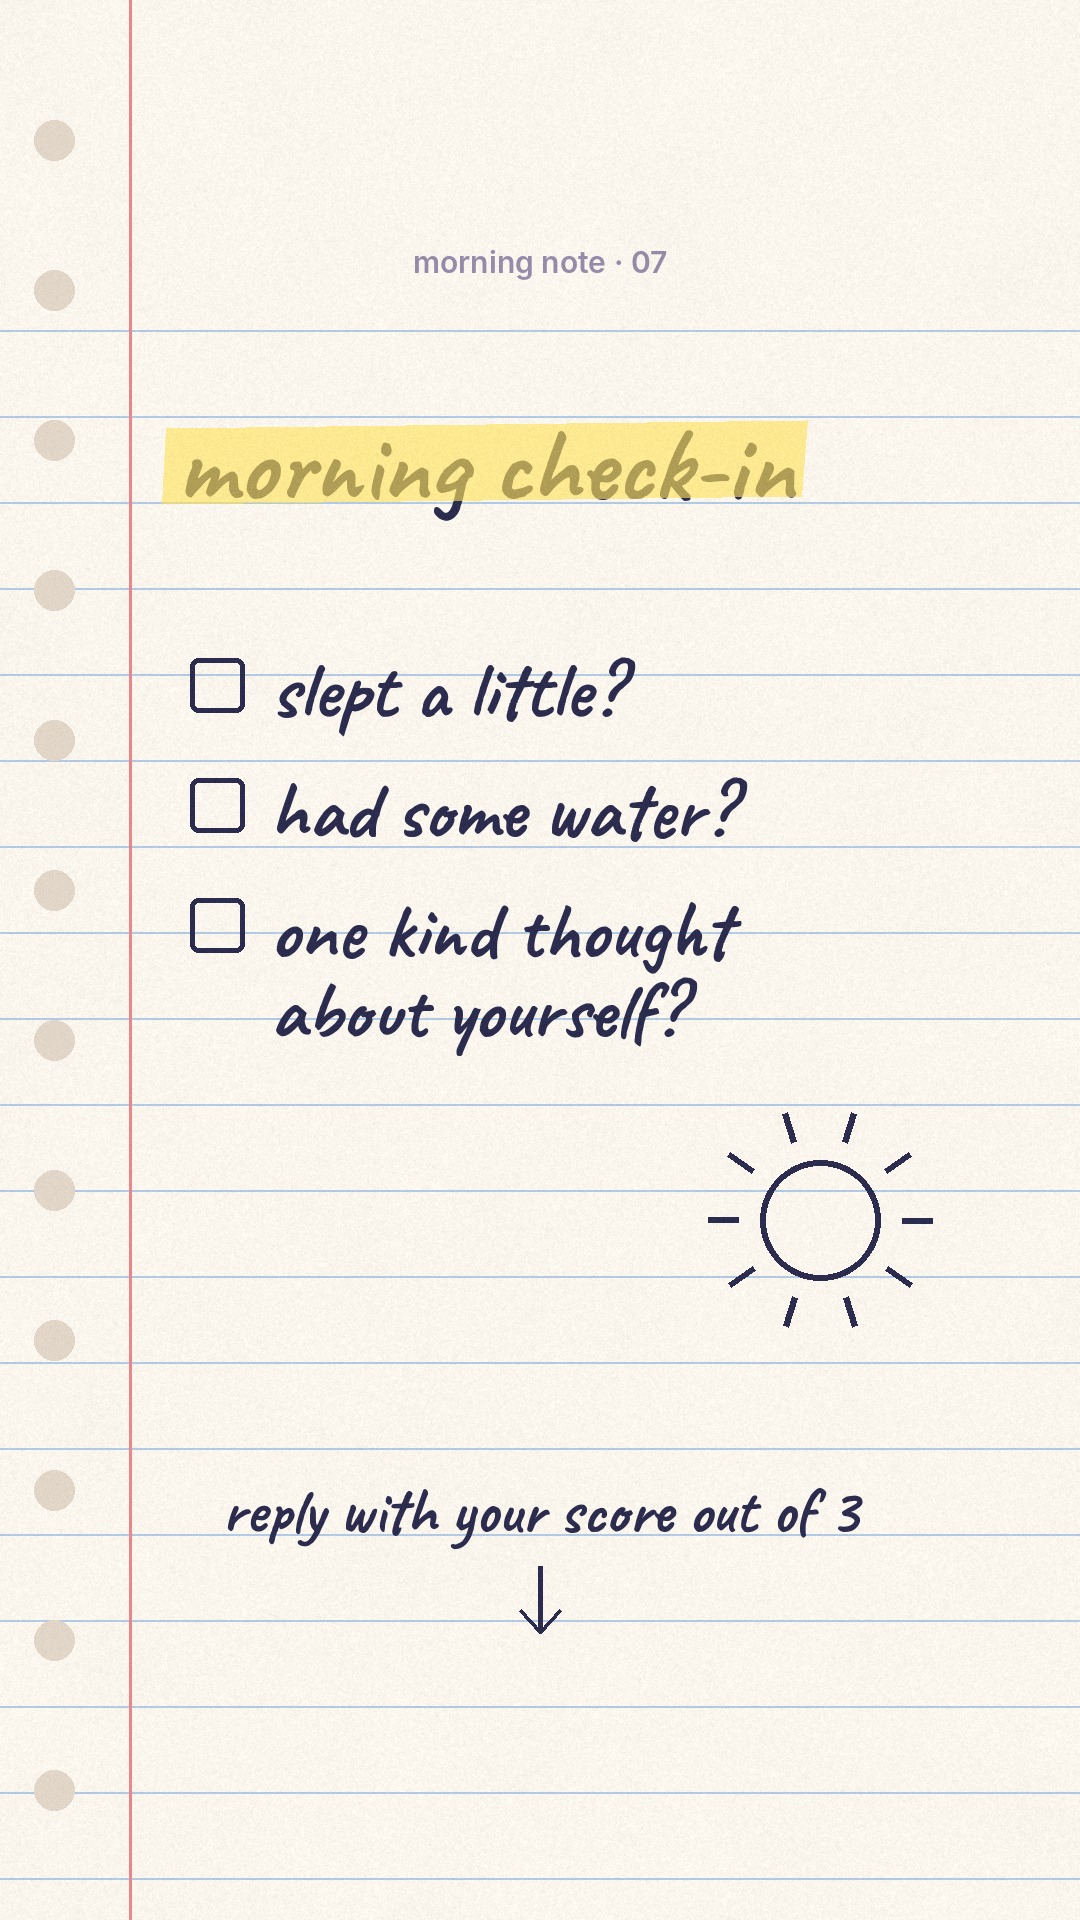 morning note · 07
morning check-in
slept a little?
had some water?
one kind thought
about yourself?
reply with your score out of 3